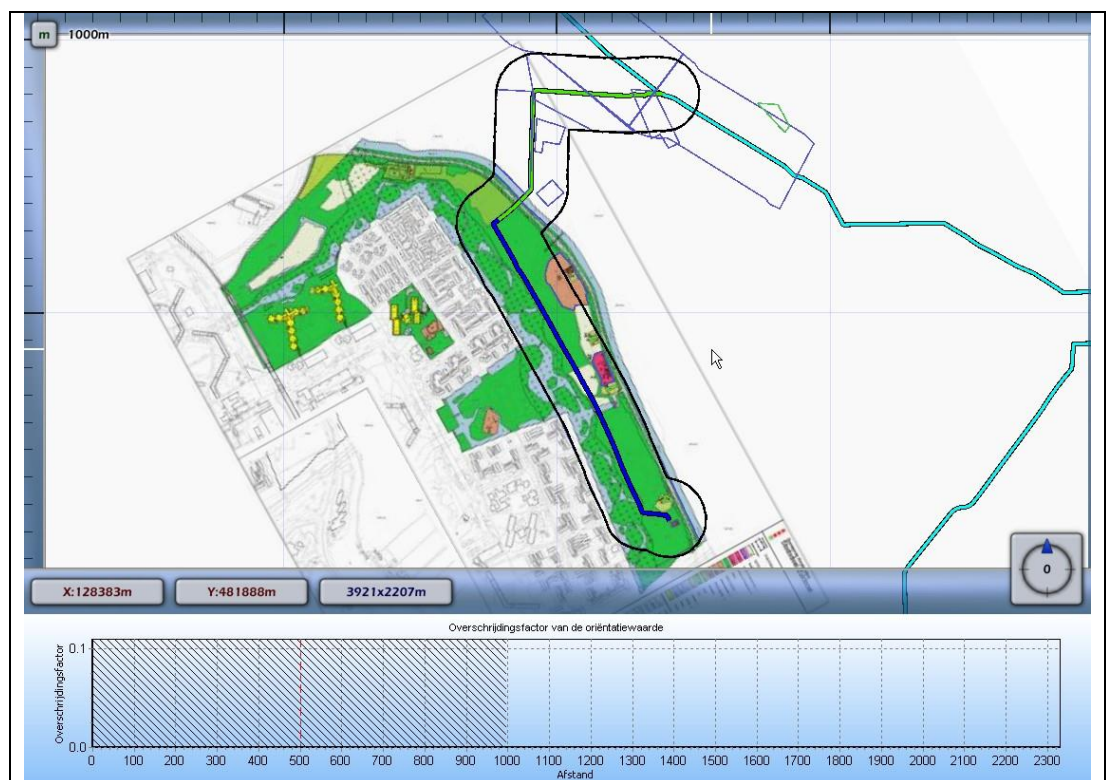 m 1000m
0
X:128383m Y:481888m 3921x2207m
Overschrijdingsfactor van de oriëntatiewaarde
Overschrijdingsfactor
0.1
0.0
0 100 200 300 400 500 600 700 800 900 1000 1100 1200 1300 1400 1500 1600 1700 1800 1900 2000 2100 2200 2300
Afstand